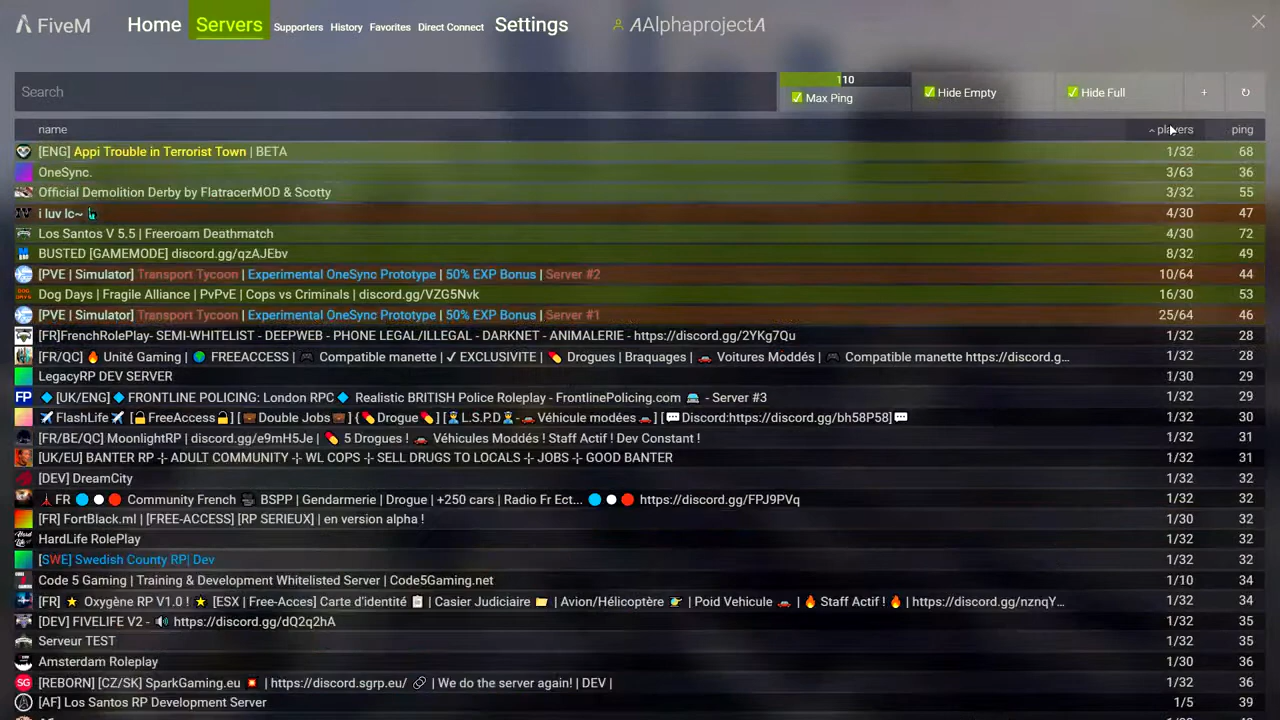 FiveM Home Servers Supporters History Favorites Direct Connect Settings AAlphaprojectA
Search 110 Max Ping Hide Empty Hide Full
name players ping
[ENG] Appi Trouble in Terrorist Town | BETA 1/32 68
OneSync. 3/63 36
Official Demolition Derby by FlatracerMOD & Scotty 3/32 55
i luv lc~ 4/30 47
Los Santos V 5.5 | Freeroam Deathmatch 4/30 72
BUSTED [GAMEMODE] discord.gg/qzAJEbv 8/32 49
[PVE | Simulator] Transport Tycoon | Experimental OneSync Prototype | 50% EXP Bonus | Server #2 10/64 44
Dog Days | Fragile Alliance | PvPvE | Cops vs Criminals | discord.gg/VZG5Nvk 16/30 53
[PVE | Simulator] Transport Tycoon | Experimental OneSync Prototype | 50% EXP Bonus | Server #1 25/64 46
[FR]FrenchRolePlay- SEMI-WHITELIST - DEEPWEB - PHONE LEGAL/ILLEGAL - DARKNET - ANIMALERIE - https://discord.gg/2YKg7Qu 1/32 28
[FR/QC] 🔥 Unité Gaming | 🌍 FREEACCESS | 🎮 Compatible manette | ✓ EXCLUSIVITE | 💊 Drogues | Braquages | 🚗 Voitures Moddés | 🎮 Compatible manette https://discord.g... 1/32 28
LegacyRP DEV SERVER 1/30 29
FP 🔷 [UK/ENG] 🔷 FRONTLINE POLICING: London RPC 🔷 Realistic BRITISH Police Roleplay - FrontlinePolicing.com 🚔 - Server #3 1/32 29
✈️ FlashLife ✈️ [🔓FreeAccess🔓] [💼Double Jobs💼] {💊Drogue💊} [👮L.S.P.D👮-🚗 Véhicule modées 🚗] [💬Discord:https://discord.gg/bh58P58]💬 1/32 30
[FR/BE/QC] MoonlightRP | discord.gg/e9mH5Je | 💊 5 Drogues ! 🚗 Véhicules Moddés ! Staff Actif ! Dev Constant ! 1/32 31
[UK/EU] BANTER RP -¦- ADULT COMMUNITY -¦- WL COPS -¦- SELL DRUGS TO LOCALS -¦- JOBS -¦- GOOD BANTER 1/32 31
[DEV] DreamCity 1/32 32
FR 🔵 ⚪ 🔴 Community French BSPP | Gendarmerie | Drogue | +250 cars | Radio Fr Ect... 🔵 ⚪ 🔴 https://discord.gg/FPJ9PVq 1/32 32
[FR] FortBlack.ml | [FREE-ACCESS] [RP SERIEUX] | en version alpha ! 1/30 32
HardLife RolePlay 1/32 32
[SWE] Swedish County RP| Dev 1/32 32
Code 5 Gaming | Training & Development Whitelisted Server | Code5Gaming.net 1/10 34
[FR] ⭐ Oxygène RP V1.0 ! ⭐ [ESX | Free-Acces] Carte d'identité 📋 | Casier Judiciaire 📁 | Avion/Hélicoptère | Poid Vehicule 🚗 | 🔥 Staff Actif ! 🔥 | https://discord.gg/nznqY... 1/32 34
[DEV] FIVELIFE V2 - 🔊 https://discord.gg/dQ2q2hA 1/32 35
Serveur TEST 1/32 35
Amsterdam Roleplay 1/30 36
SG [REBORN] [CZ/SK] SparkGaming.eu 💥 | https://discord.sgrp.eu/ 🔗 | We do the server again! | DEV | 1/32 36
[AF] Los Santos RP Development Server 1/5 39